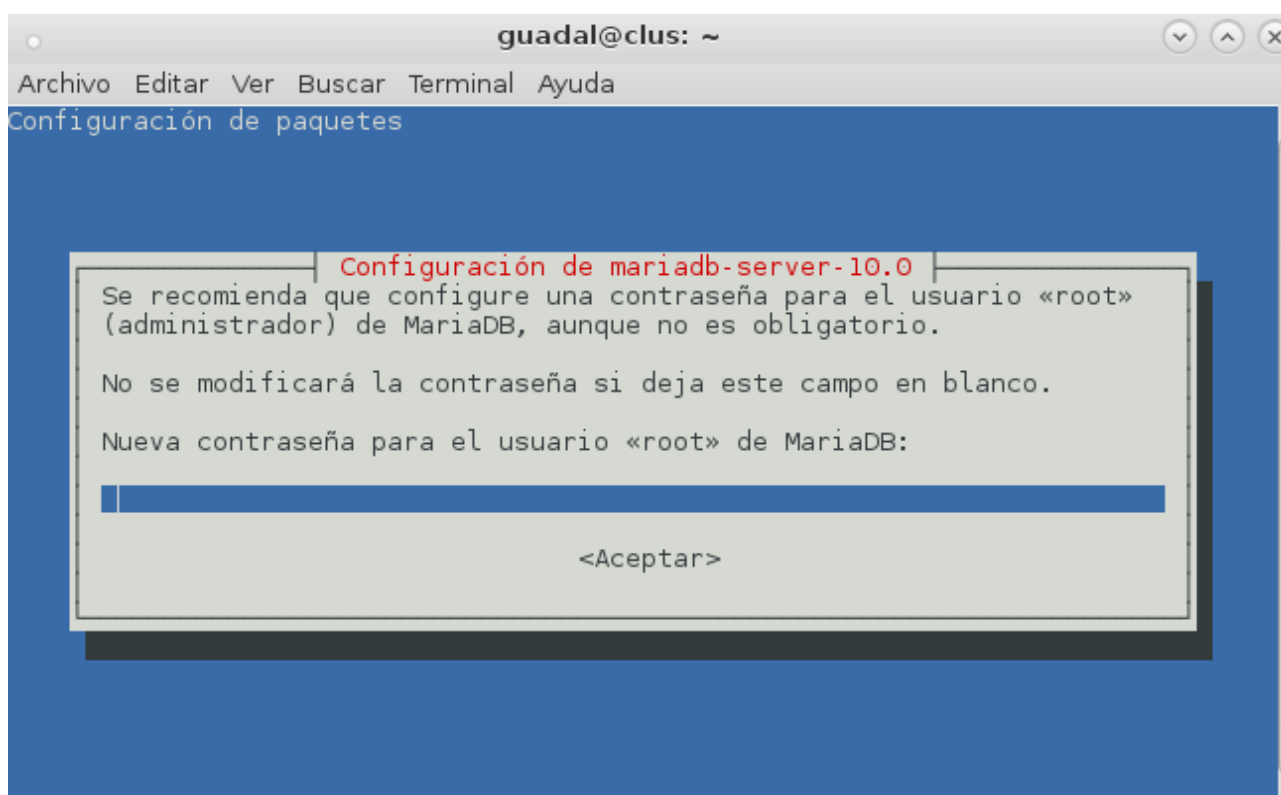 guadal@clus: ~
Archivo Editar Ver Buscar Terminal Ayuda
Configuración de paquetes
Configuración de mariadb-server-10.0
Se recomienda que configure una contraseña para el usuario «root»
(administrador) de MariaDB, aunque no es obligatorio.
No se modificará la contraseña si deja este campo en blanco.
Nueva contraseña para el usuario «root» de MariaDB:
<Aceptar>